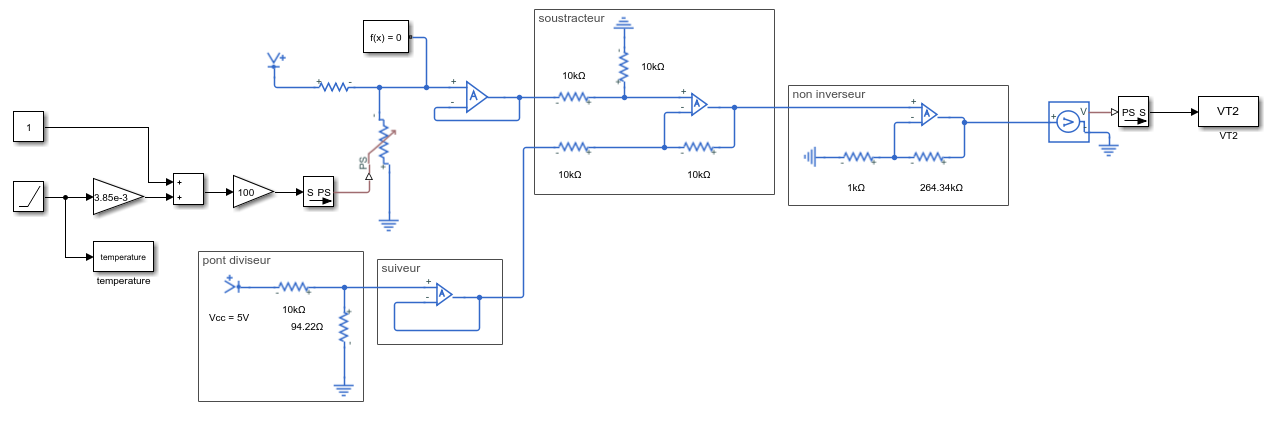 soustracteur
f(x) = 0
V
+
+
-
+
-
A
10kΩ
10kΩ
10kΩ
10kΩ
A
non inverseur
A
1kΩ
264.34kΩ
V
PS S
VT2
VT2
1
3.85e-3
+
+
100
S PS
PS
temperature
temperature
pont diviseur
Vcc = 5V
10kΩ
94.22Ω
suiveur
A